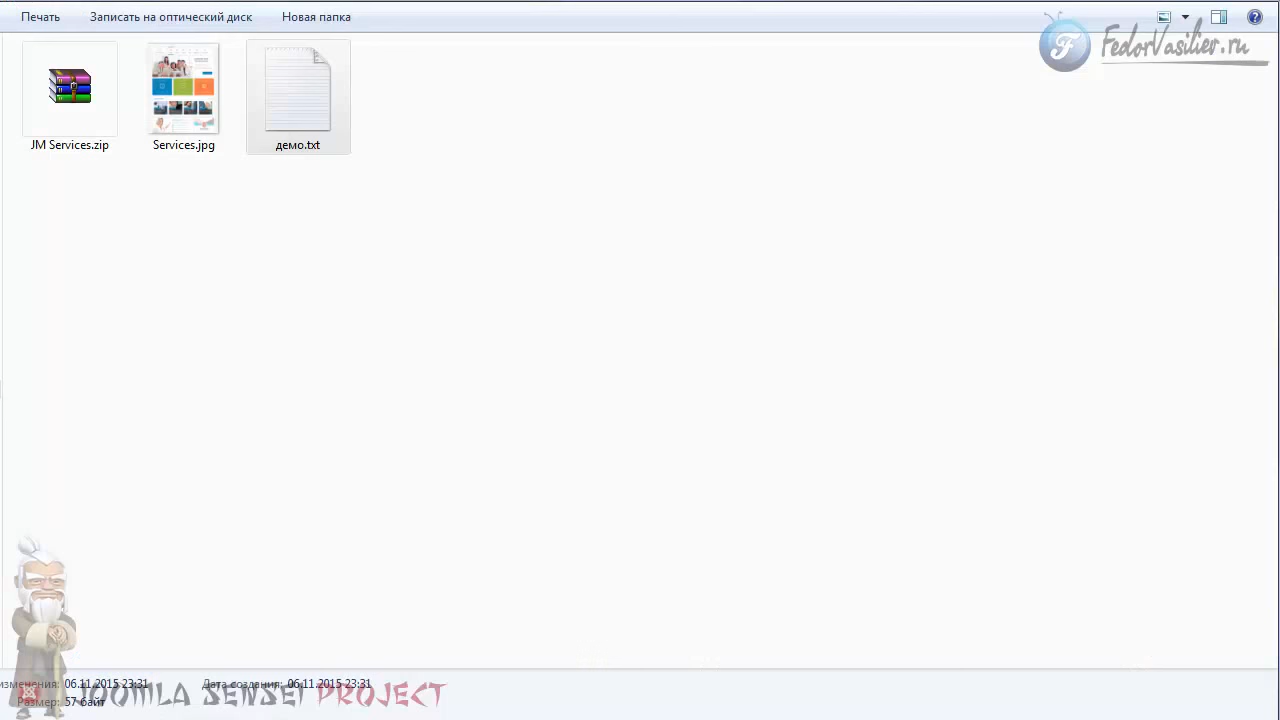 Печать Записать на оптический диск Новая папка
FedorVasiliev.ru
JM Services.zip Services.jpg демо.txt
изменения: 06.11.2015 23:31 Дата создания: 06.11.2015 23:31
Размер: 57 байт
JOOMLA SENSEI PROJECT